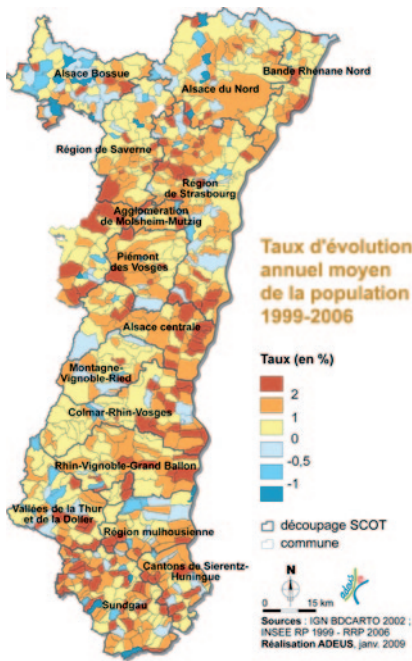 Alsace Bossue
Bande Rhénane Nord
Alsace du Nord
Région de Saverne
Région
de Strasbourg
Agglomération
de Molsheim-Mutzig
Piémont
des Vosges
Alsace centrale
Montagne-
Vignoble-Ried
Colmar-Rhin-Vosges
Rhin-Vignoble-Grand Ballon
Vallées de la Thur
et de la Doller
Région mulhousienne
Cantons de Sierentz-
Huningue
Sundgau
Taux d'évolution
annuel moyen
de la population
1999-2006
Taux (en %)
2
1
0
-0,5
-1
découpage SCOT
commune
N
0 15 km
adeus
Sources : IGN BDCARTO 2002 ;
INSEE RP 1999 - RRP 2006
Réalisation ADEUS, janv. 2009